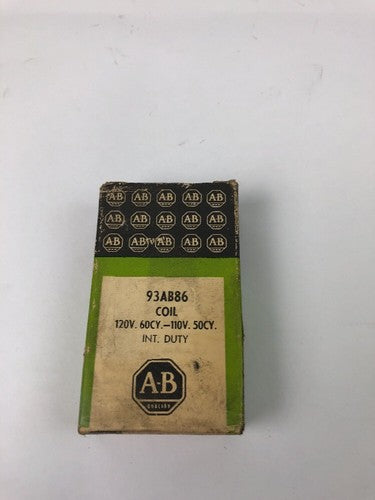 AB AB AB AB AB
AB AB AB AB AB
AB AB AB AB AB
93AB86
COIL
120V. 60CY.—110V. 50CY.
INT. DUTY
A-B
QUALITY